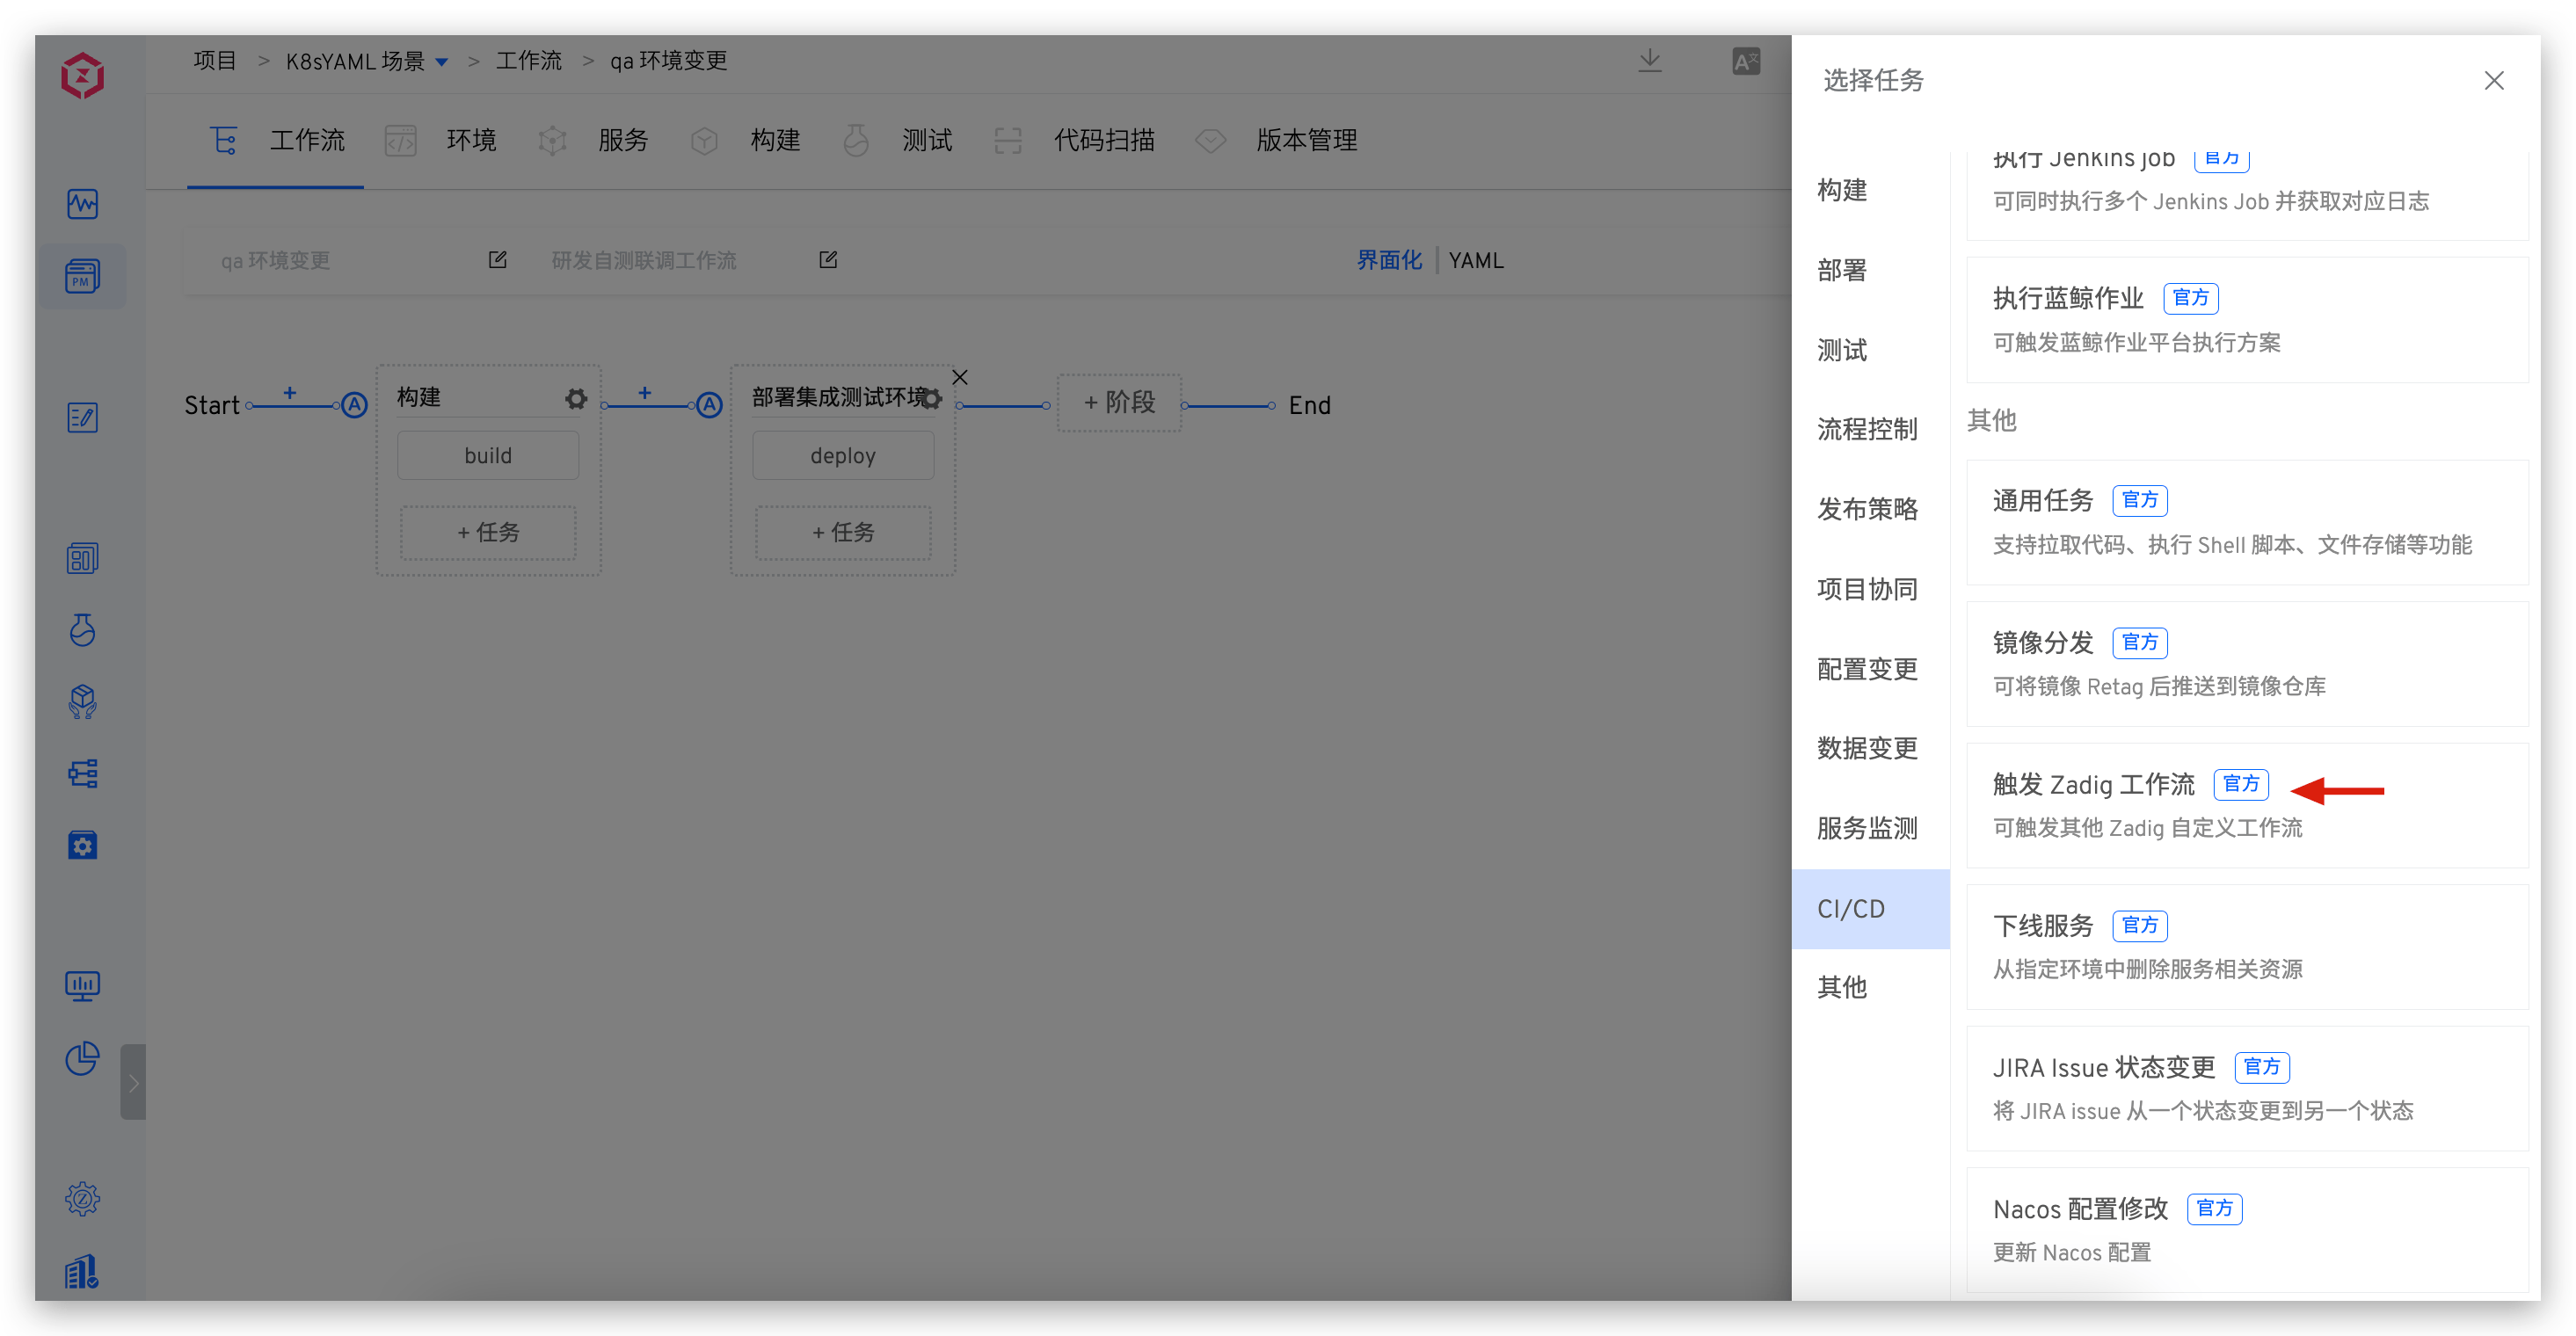 项目 > K8sYAML 场景 > 工作流 > qa 环境变更
工作流 环境 服务 构建 测试 代码扫描 版本管理
PM
qa 环境变更 研发自测联调工作流 界面化 YAML
Start + A 构建 + A 部署集成测试环境 + 阶段 End
build deploy
+ 任务 + 任务
选择任务
构建
部署
测试
流程控制
发布策略
项目协同
配置变更
数据变更
服务监测
CI/CD
其他
执行 Jenkins job 官方
可同时执行多个 Jenkins Job 并获取对应日志
执行蓝鲸作业 官方
可触发蓝鲸作业平台执行方案
其他
通用任务 官方
支持拉取代码、执行 Shell 脚本、文件存储等功能
镜像分发 官方
可将镜像 Retag 后推送到镜像仓库
触发 Zadig 工作流 官方
可触发其他 Zadig 自定义工作流
下线服务 官方
从指定环境中删除服务相关资源
JIRA Issue 状态变更 官方
将 JIRA issue 从一个状态变更到另一个状态
Nacos 配置修改 官方
更新 Nacos 配置